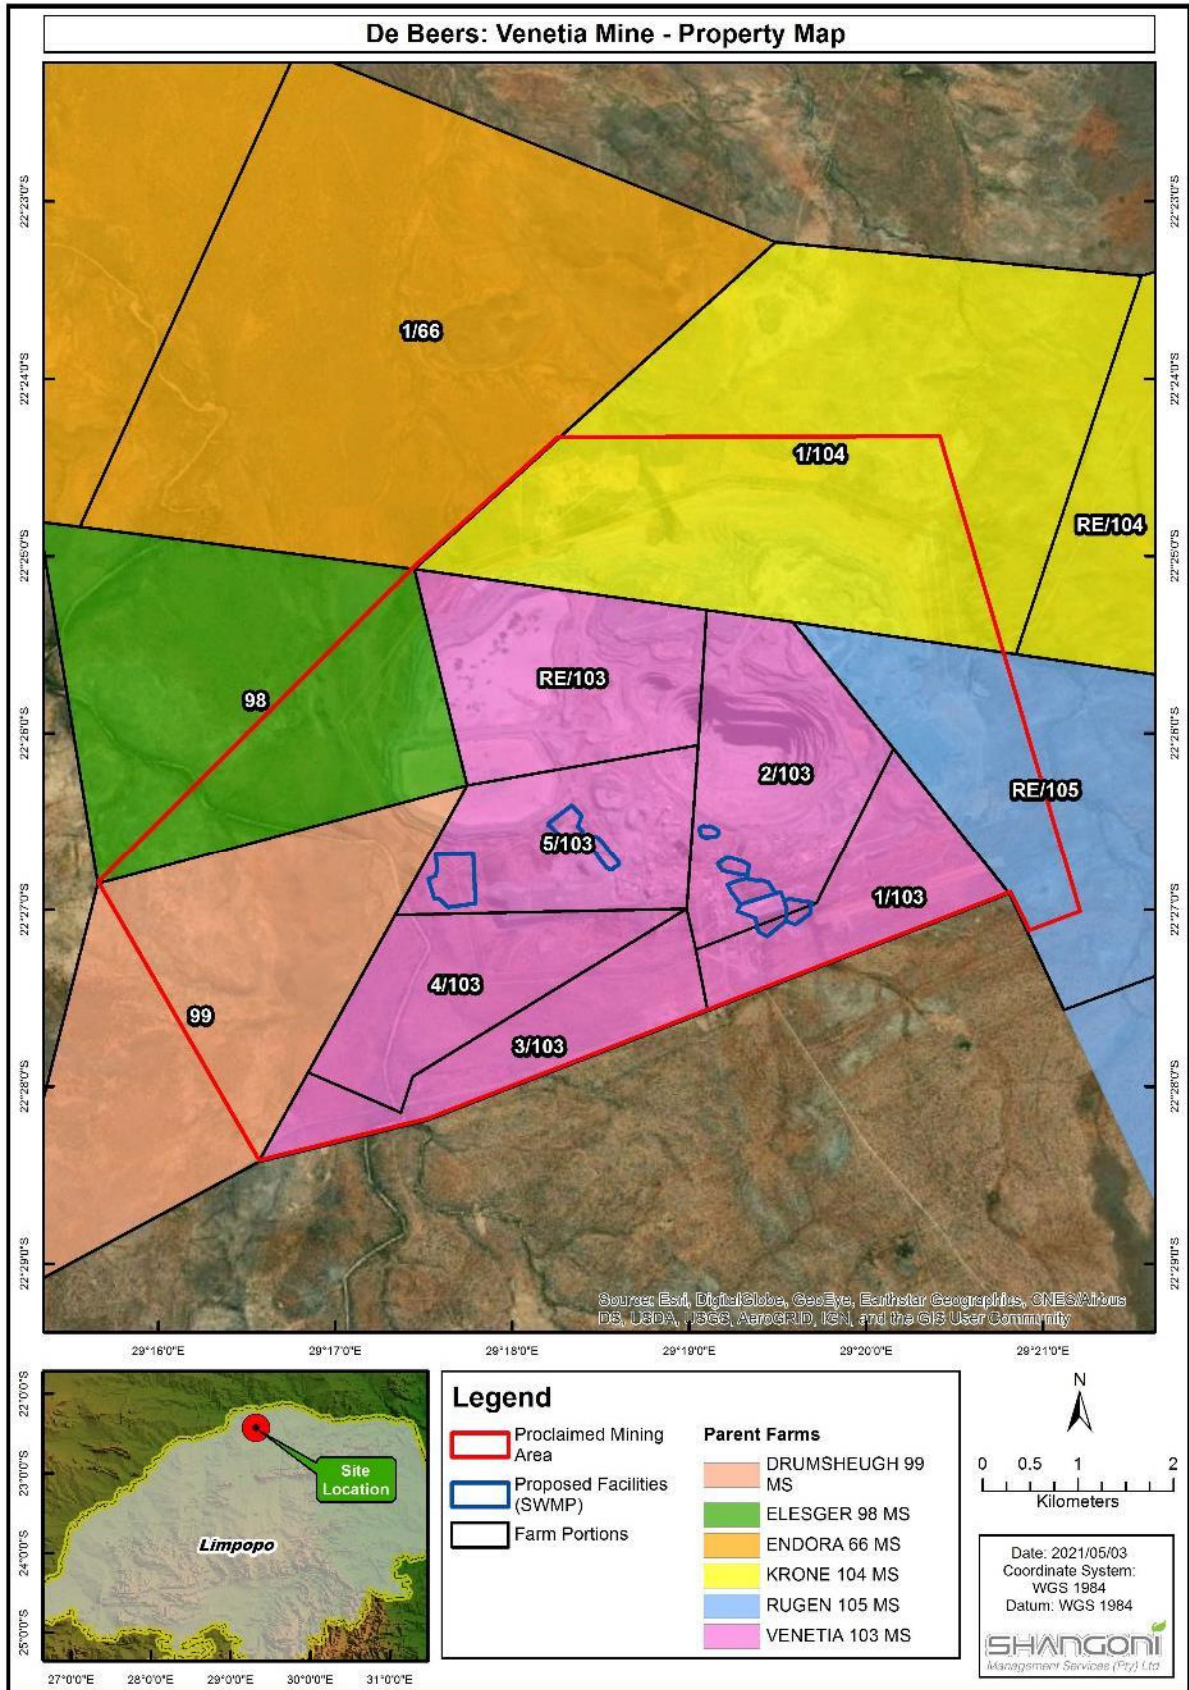 De Beers: Venetia Mine - Property Map
22°23'0"S
22°23'0"S
1/66
22°24'0"S
22°24'0"S
1/104
RE/104
22°25'0"S
22°25'0"S
RE/103
98
22°26'0"S
22°26'0"S
2/103
RE/105
5/103
1/103
22°27'0"S
22°27'0"S
4/103
99
3/103
22°28'0"S
22°28'0"S
22°29'0"S
22°29'0"S
Source: Esri, DigitalGlobe, GeoEye, Earthstar Geographics, CNES/Airbus
DS, USDA, USGS, AeroGRID, IGN, and the GIS User Community
29°16'0"E 29°17'0"E 29°18'0"E 29°19'0"E 29°20'0"E 29°21'0"E
22°0'0"S
23°0'0"S
24°0'0"S
25°0'0"S
Site
Location
Limpopo
27°0'0"E 28°0'0"E 29°0'0"E 30°0'0"E 31°0'0"E
Legend
Proclaimed Mining
Area
Proposed Facilities
(SWMP)
Farm Portions
Parent Farms
DRUMSHEUGH 99
MS
ELESGER 98 MS
ENDORA 66 MS
KRONE 104 MS
RUGEN 105 MS
VENETIA 103 MS
N
0 0.5 1 2
Kilometers
Date: 2021/05/03
Coordinate System:
WGS 1984
Datum: WGS 1984
SHANGONI
Management Services (Pty) Ltd